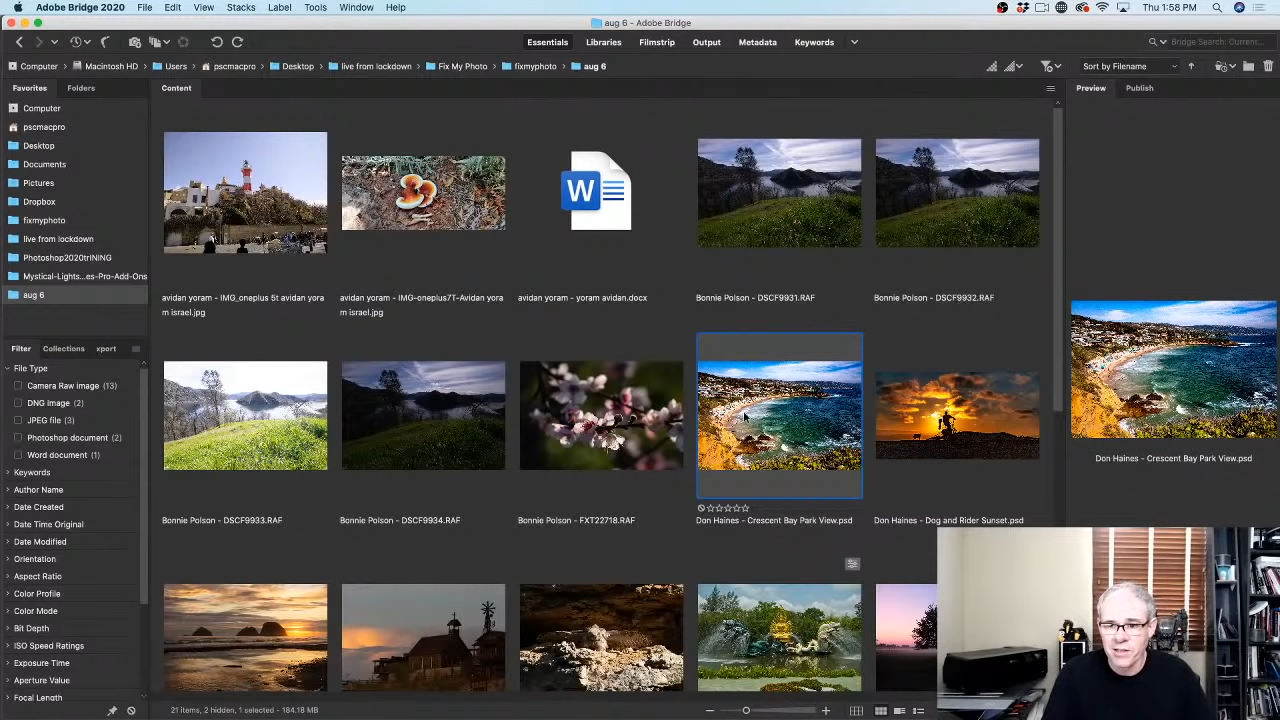 Adobe Bridge 2020 File Edit View Stacks Label Tools Window Help Thu 1:58 PM
aug 6 - Adobe Bridge
Essentials Libraries Filmstrip Output Metadata Keywords Bridge Search: Current...
Computer Macintosh HD Users pscmacpro Desktop live from lockdown Fix My Photo fixmyphoto aug 6 Sort by Filename
Favorites Folders Content Preview Publish
Computer
pscmacpro
Desktop
Documents
Pictures
Dropbox
fixmyphoto
live from lockdown
Photoshop2020trINING
Mystical-Lights...es-Pro-Add-Ons
aug 6
W
avidan yoram - IMG_oneplus 5t avidan yora
m israel.jpg
avidan yoram - IMG-oneplus7T-Avidan yora
m israel.jpg
avidan yoram - yoram avidan.docx
Bonnie Polson - DSCF9931.RAF
Bonnie Polson - DSCF9932.RAF
Filter Collections xport
File Type
Camera Raw image (13)
DNG image (2)
JPEG file (3)
Photoshop document (2)
Word document (1)
Keywords
Author Name
Date Created
Date Time Original
Date Modified
Orientation
Aspect Ratio
Color Profile
Color Mode
Bit Depth
ISO Speed Ratings
Exposure Time
Aperture Value
Focal Length
Bonnie Polson - DSCF9933.RAF
Bonnie Polson - DSCF9934.RAF
Bonnie Polson - FXT22718.RAF
Don Haines - Crescent Bay Park View.psd
Don Haines - Dog and Rider Sunset.psd
Don Haines - Crescent Bay Park View.psd
21 items, 2 hidden, 1 selected - 184.18 MB